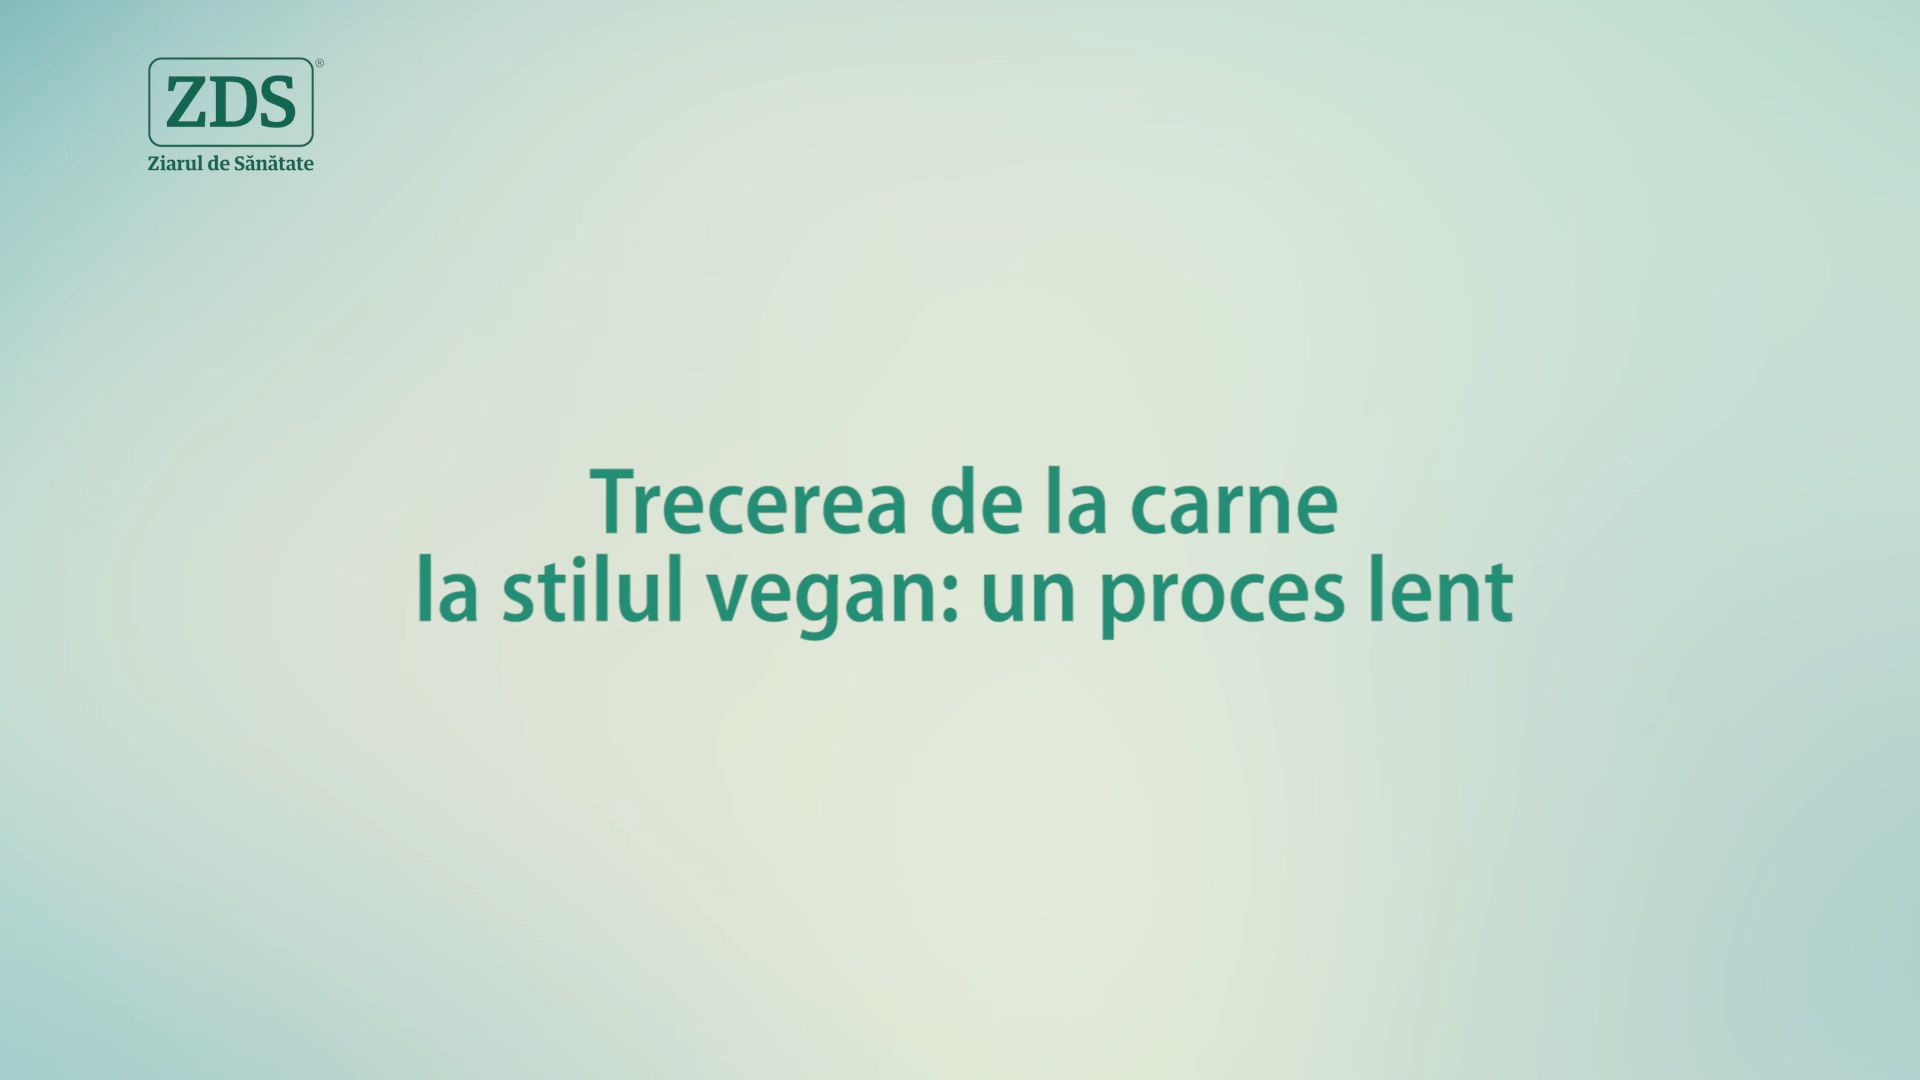 ZDS®
Ziarul de Sănătate
Trecerea de la carne
la stilul vegan: un proces lent